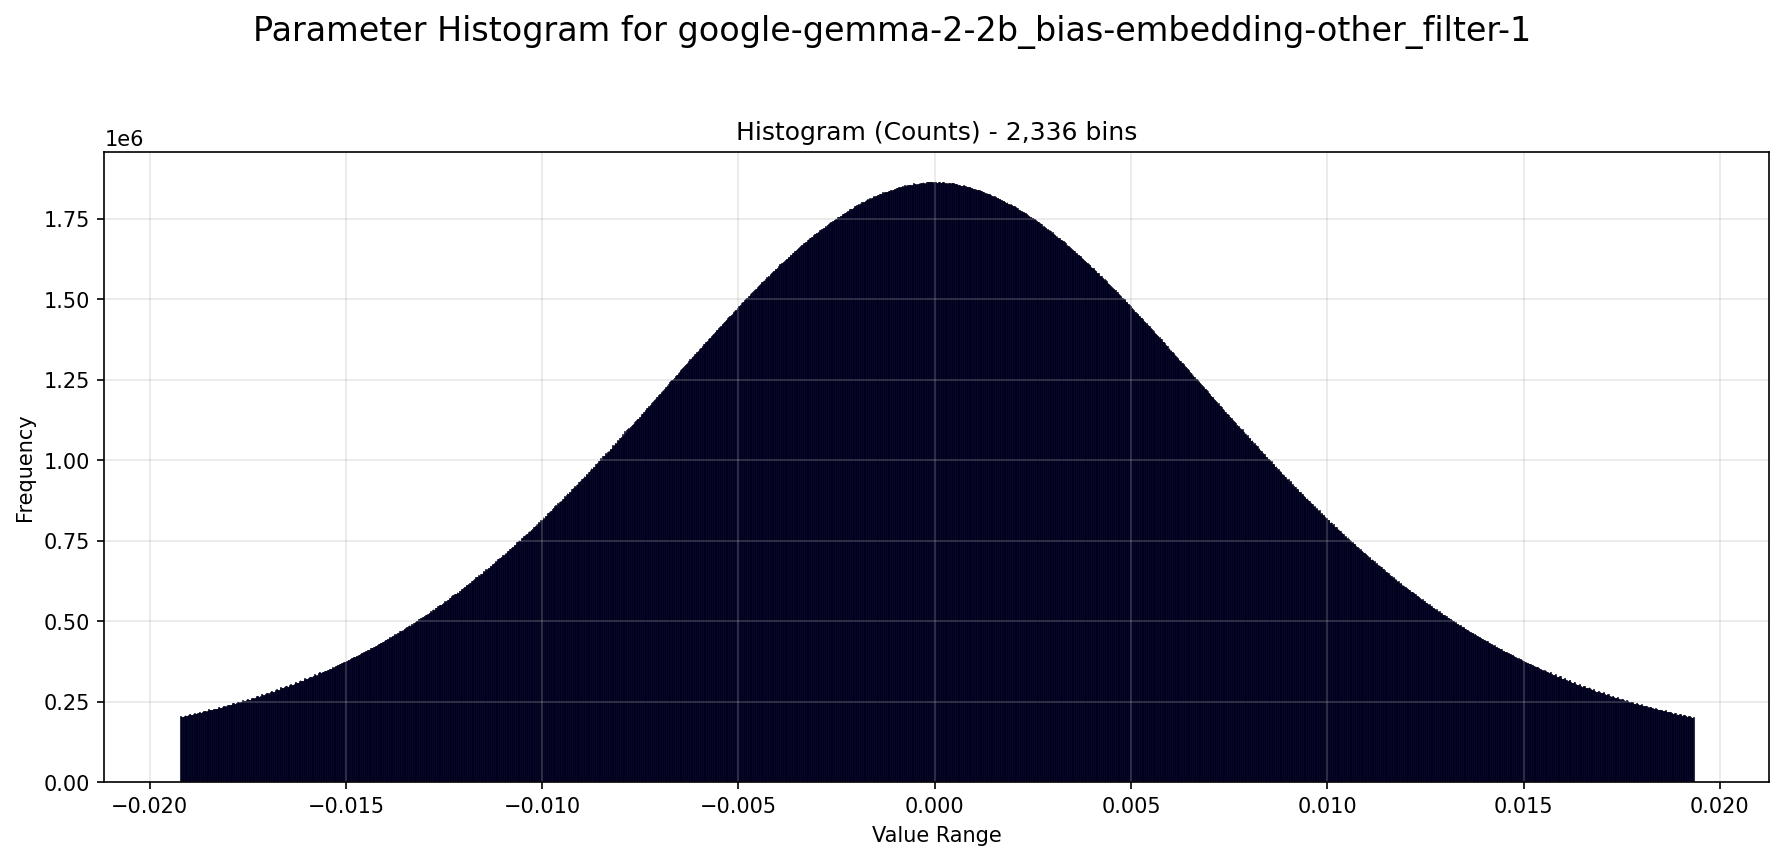 Parameter Histogram for google-gemma-2-2b_bias-embedding-other_filter-1
Histogram (Counts) - 2,336 bins
1e6
1.75
1.50
1.25
1.00
0.75
0.50
0.25
0.00
Frequency
−0.020 −0.015 −0.010 −0.005 0.000 0.005 0.010 0.015 0.020
Value Range